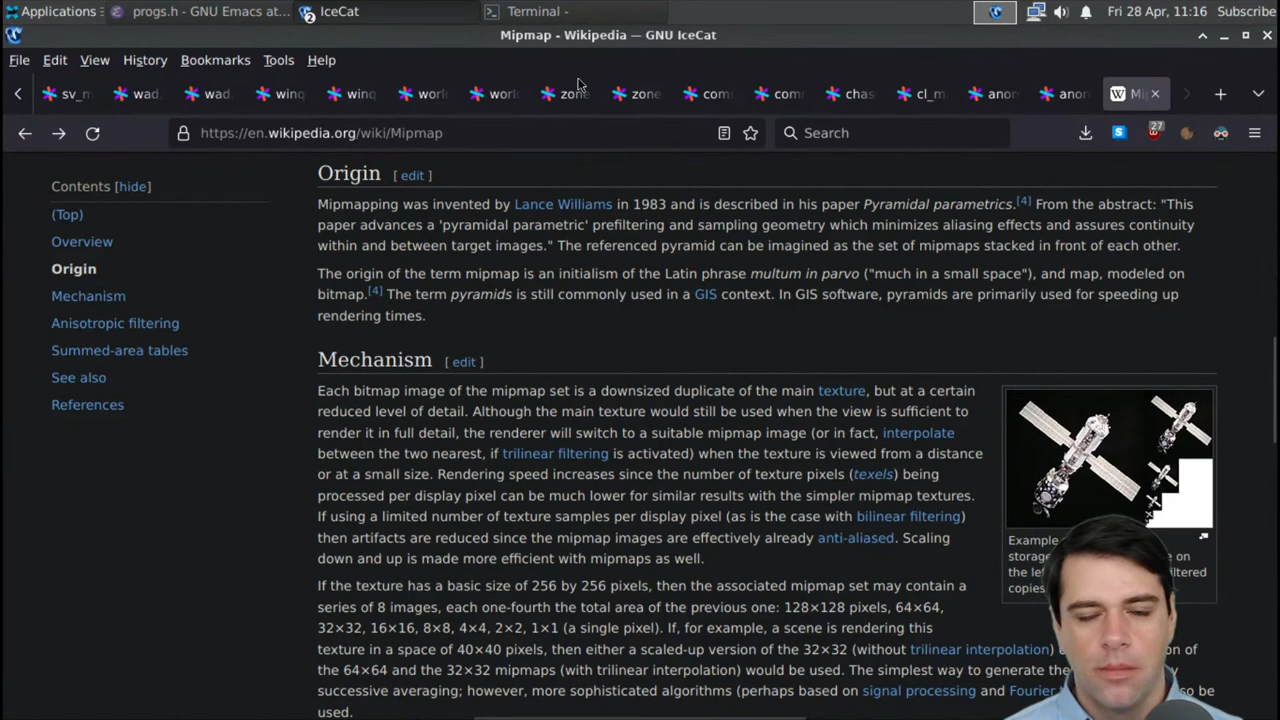 Applications
progs.h - GNU Emacs at...
IceCat
2
Terminal -
Fri 28 Apr, 11:16
Subscribe
Mipmap - Wikipedia — GNU IceCat
File Edit View History Bookmarks Tools Help
sv_m
wad.
wad.
winq
winq
worl
worl
zone
zone
com
com
chas
cl_m
anor
anor
W Mi
https://en.wikipedia.org/wiki/Mipmap
Search
27
Contents [hide]
(Top)
Overview
Origin
Mechanism
Anisotropic filtering
Summed-area tables
See also
References
Origin [ edit ]
Mipmapping was invented by Lance Williams in 1983 and is described in his paper Pyramidal parametrics.[4] From the abstract: "This
paper advances a 'pyramidal parametric' prefiltering and sampling geometry which minimizes aliasing effects and assures continuity
within and between target images." The referenced pyramid can be imagined as the set of mipmaps stacked in front of each other.
The origin of the term mipmap is an initialism of the Latin phrase multum in parvo ("much in a small space"), and map, modeled on
bitmap.[4] The term pyramids is still commonly used in a GIS context. In GIS software, pyramids are primarily used for speeding up
rendering times.
Mechanism [ edit ]
Each bitmap image of the mipmap set is a downsized duplicate of the main texture, but at a certain
reduced level of detail. Although the main texture would still be used when the view is sufficient to
render it in full detail, the renderer will switch to a suitable mipmap image (or in fact, interpolate
between the two nearest, if trilinear filtering is activated) when the texture is viewed from a distance
or at a small size. Rendering speed increases since the number of texture pixels (texels) being
processed per display pixel can be much lower for similar results with the simpler mipmap textures.
If using a limited number of texture samples per display pixel (as is the case with bilinear filtering)
then artifacts are reduced since the mipmap images are effectively already anti-aliased. Scaling
down and up is made more efficient with mipmaps as well.
If the texture has a basic size of 256 by 256 pixels, then the associated mipmap set may contain a
series of 8 images, each one-fourth the total area of the previous one: 128×128 pixels, 64×64,
32×32, 16×16, 8×8, 4×4, 2×2, 1×1 (a single pixel). If, for example, a scene is rendering this
texture in a space of 40×40 pixels, then either a scaled-up version of the 32×32 (without trilinear interpolation) of the
the 64×64 and the 32×32 mipmaps (with trilinear interpolation) would be used. The simplest way to generate the by
successive averaging; however, more sophisticated algorithms (perhaps based on signal processing and Fourier so be
used.
Example
storage on
the left filtered
copies